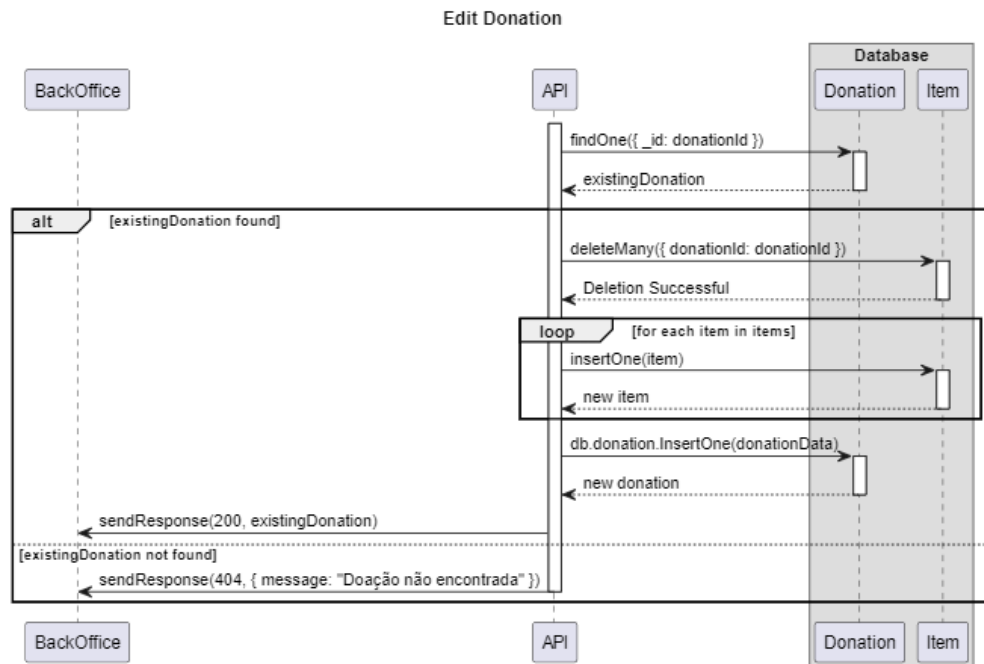 Edit Donation
Database
BackOffice
API
Donation
Item
findOne({ _id: donationId })
existingDonation
alt
[existingDonation found]
deleteMany({ donationId: donationId })
Deletion Successful
loop
[for each item in items]
insertOne(item)
new item
db.donation.InsertOne(donationData)
new donation
sendResponse(200, existingDonation)
[existingDonation not found]
sendResponse(404, { message: "Doação não encontrada" })
BackOffice
API
Donation
Item